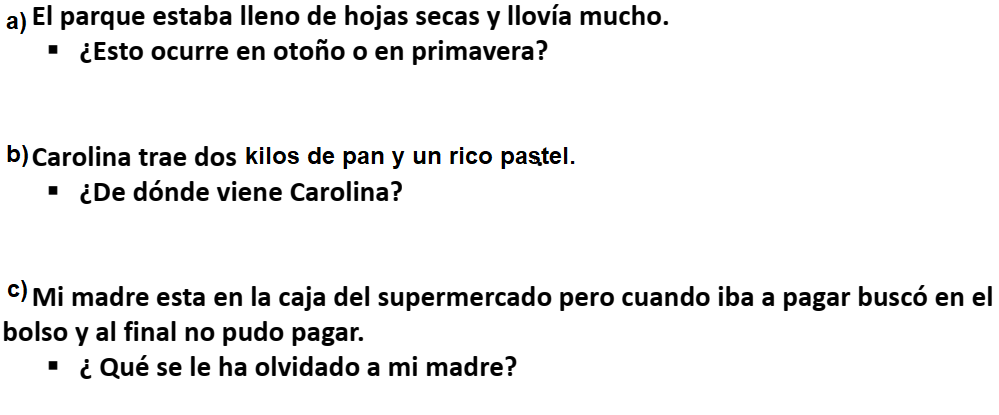 a) El parque estaba lleno de hojas secas y llovía mucho.
▪ ¿Esto ocurre en otoño o en primavera?
b) Carolina trae dos kilos de pan y un rico pastel.
▪ ¿De dónde viene Carolina?
c) Mi madre esta en la caja del supermercado pero cuando iba a pagar buscó en el
bolso y al final no pudo pagar.
▪ ¿ Qué se le ha olvidado a mi madre?